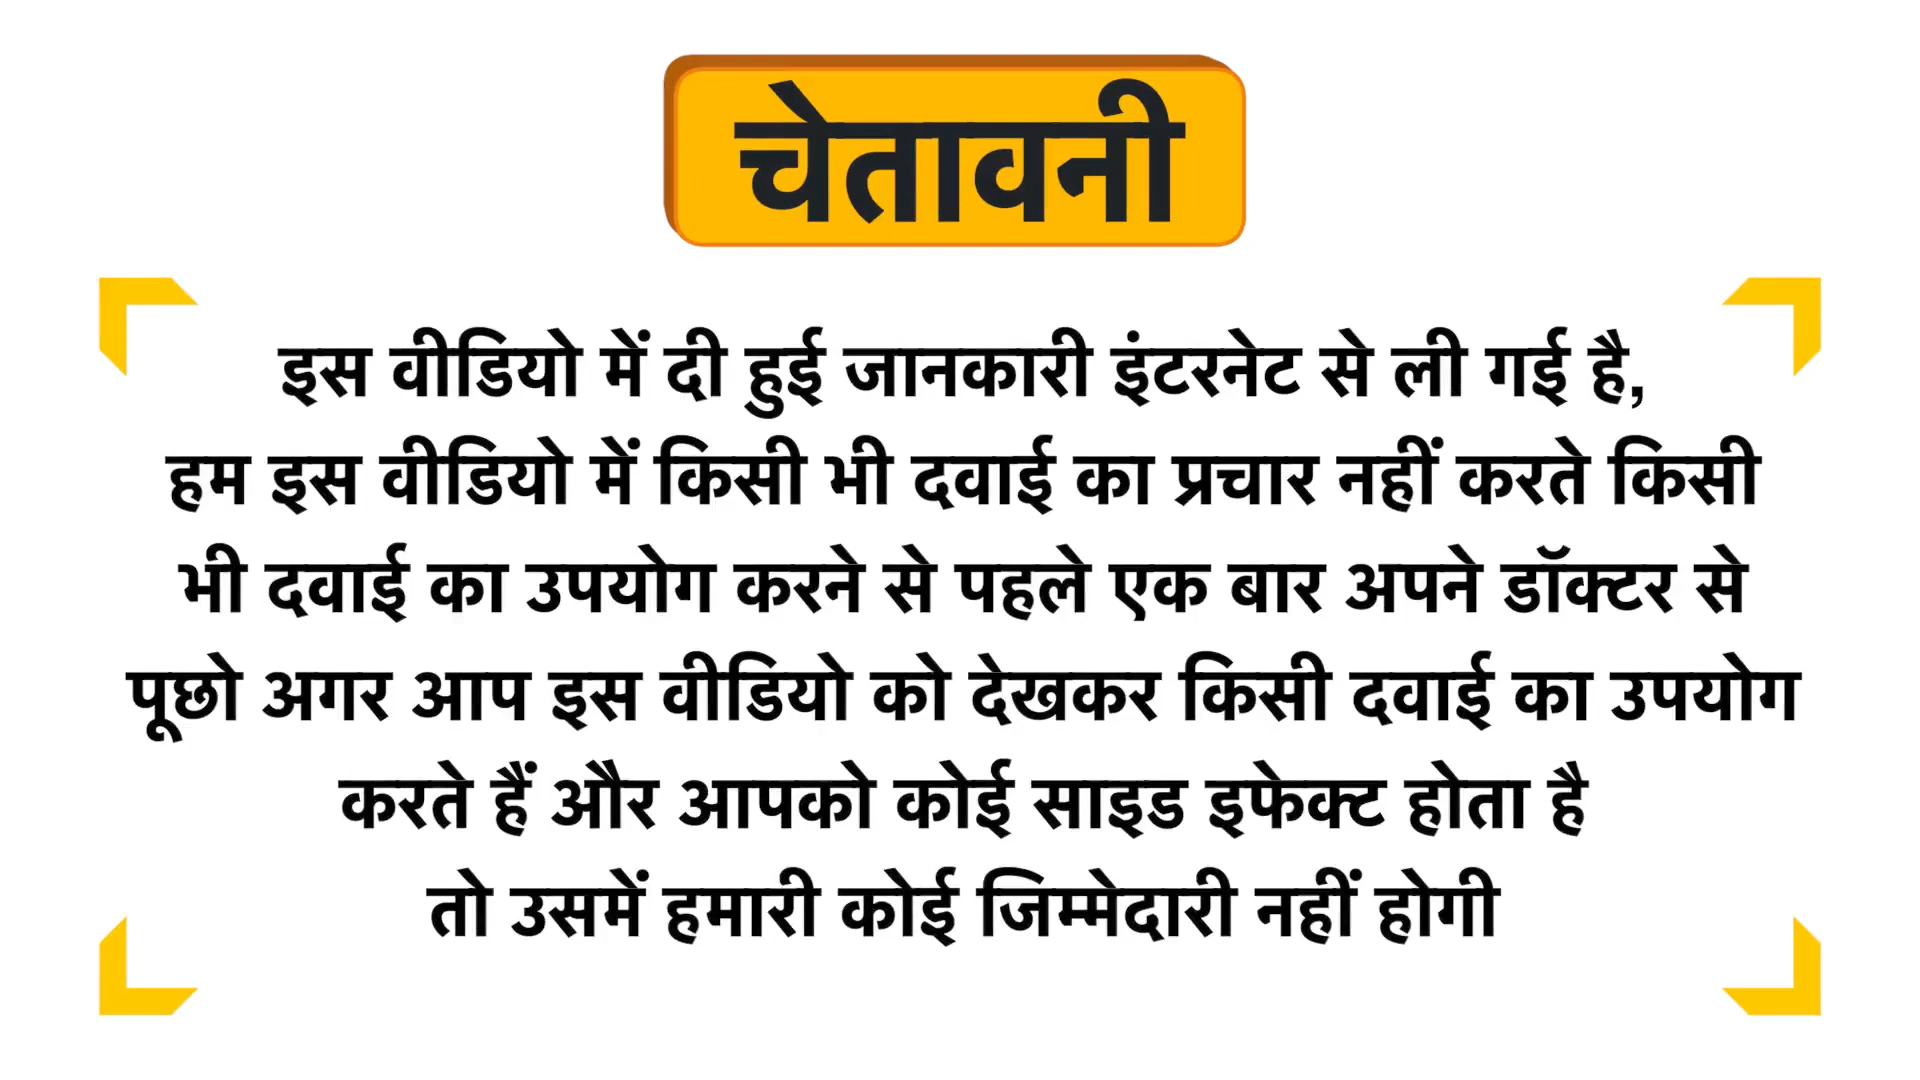 चेतावनी
इस वीडियो में दी हुई जानकारी इंटरनेट से ली गई है,
हम इस वीडियो में किसी भी दवाई का प्रचार नहीं करते किसी
भी दवाई का उपयोग करने से पहले एक बार अपने डॉक्टर से
पूछो अगर आप इस वीडियो को देखकर किसी दवाई का उपयोग
करते हैं और आपको कोई साइड इफेक्ट होता है
तो उसमें हमारी कोई जिम्मेदारी नहीं होगी